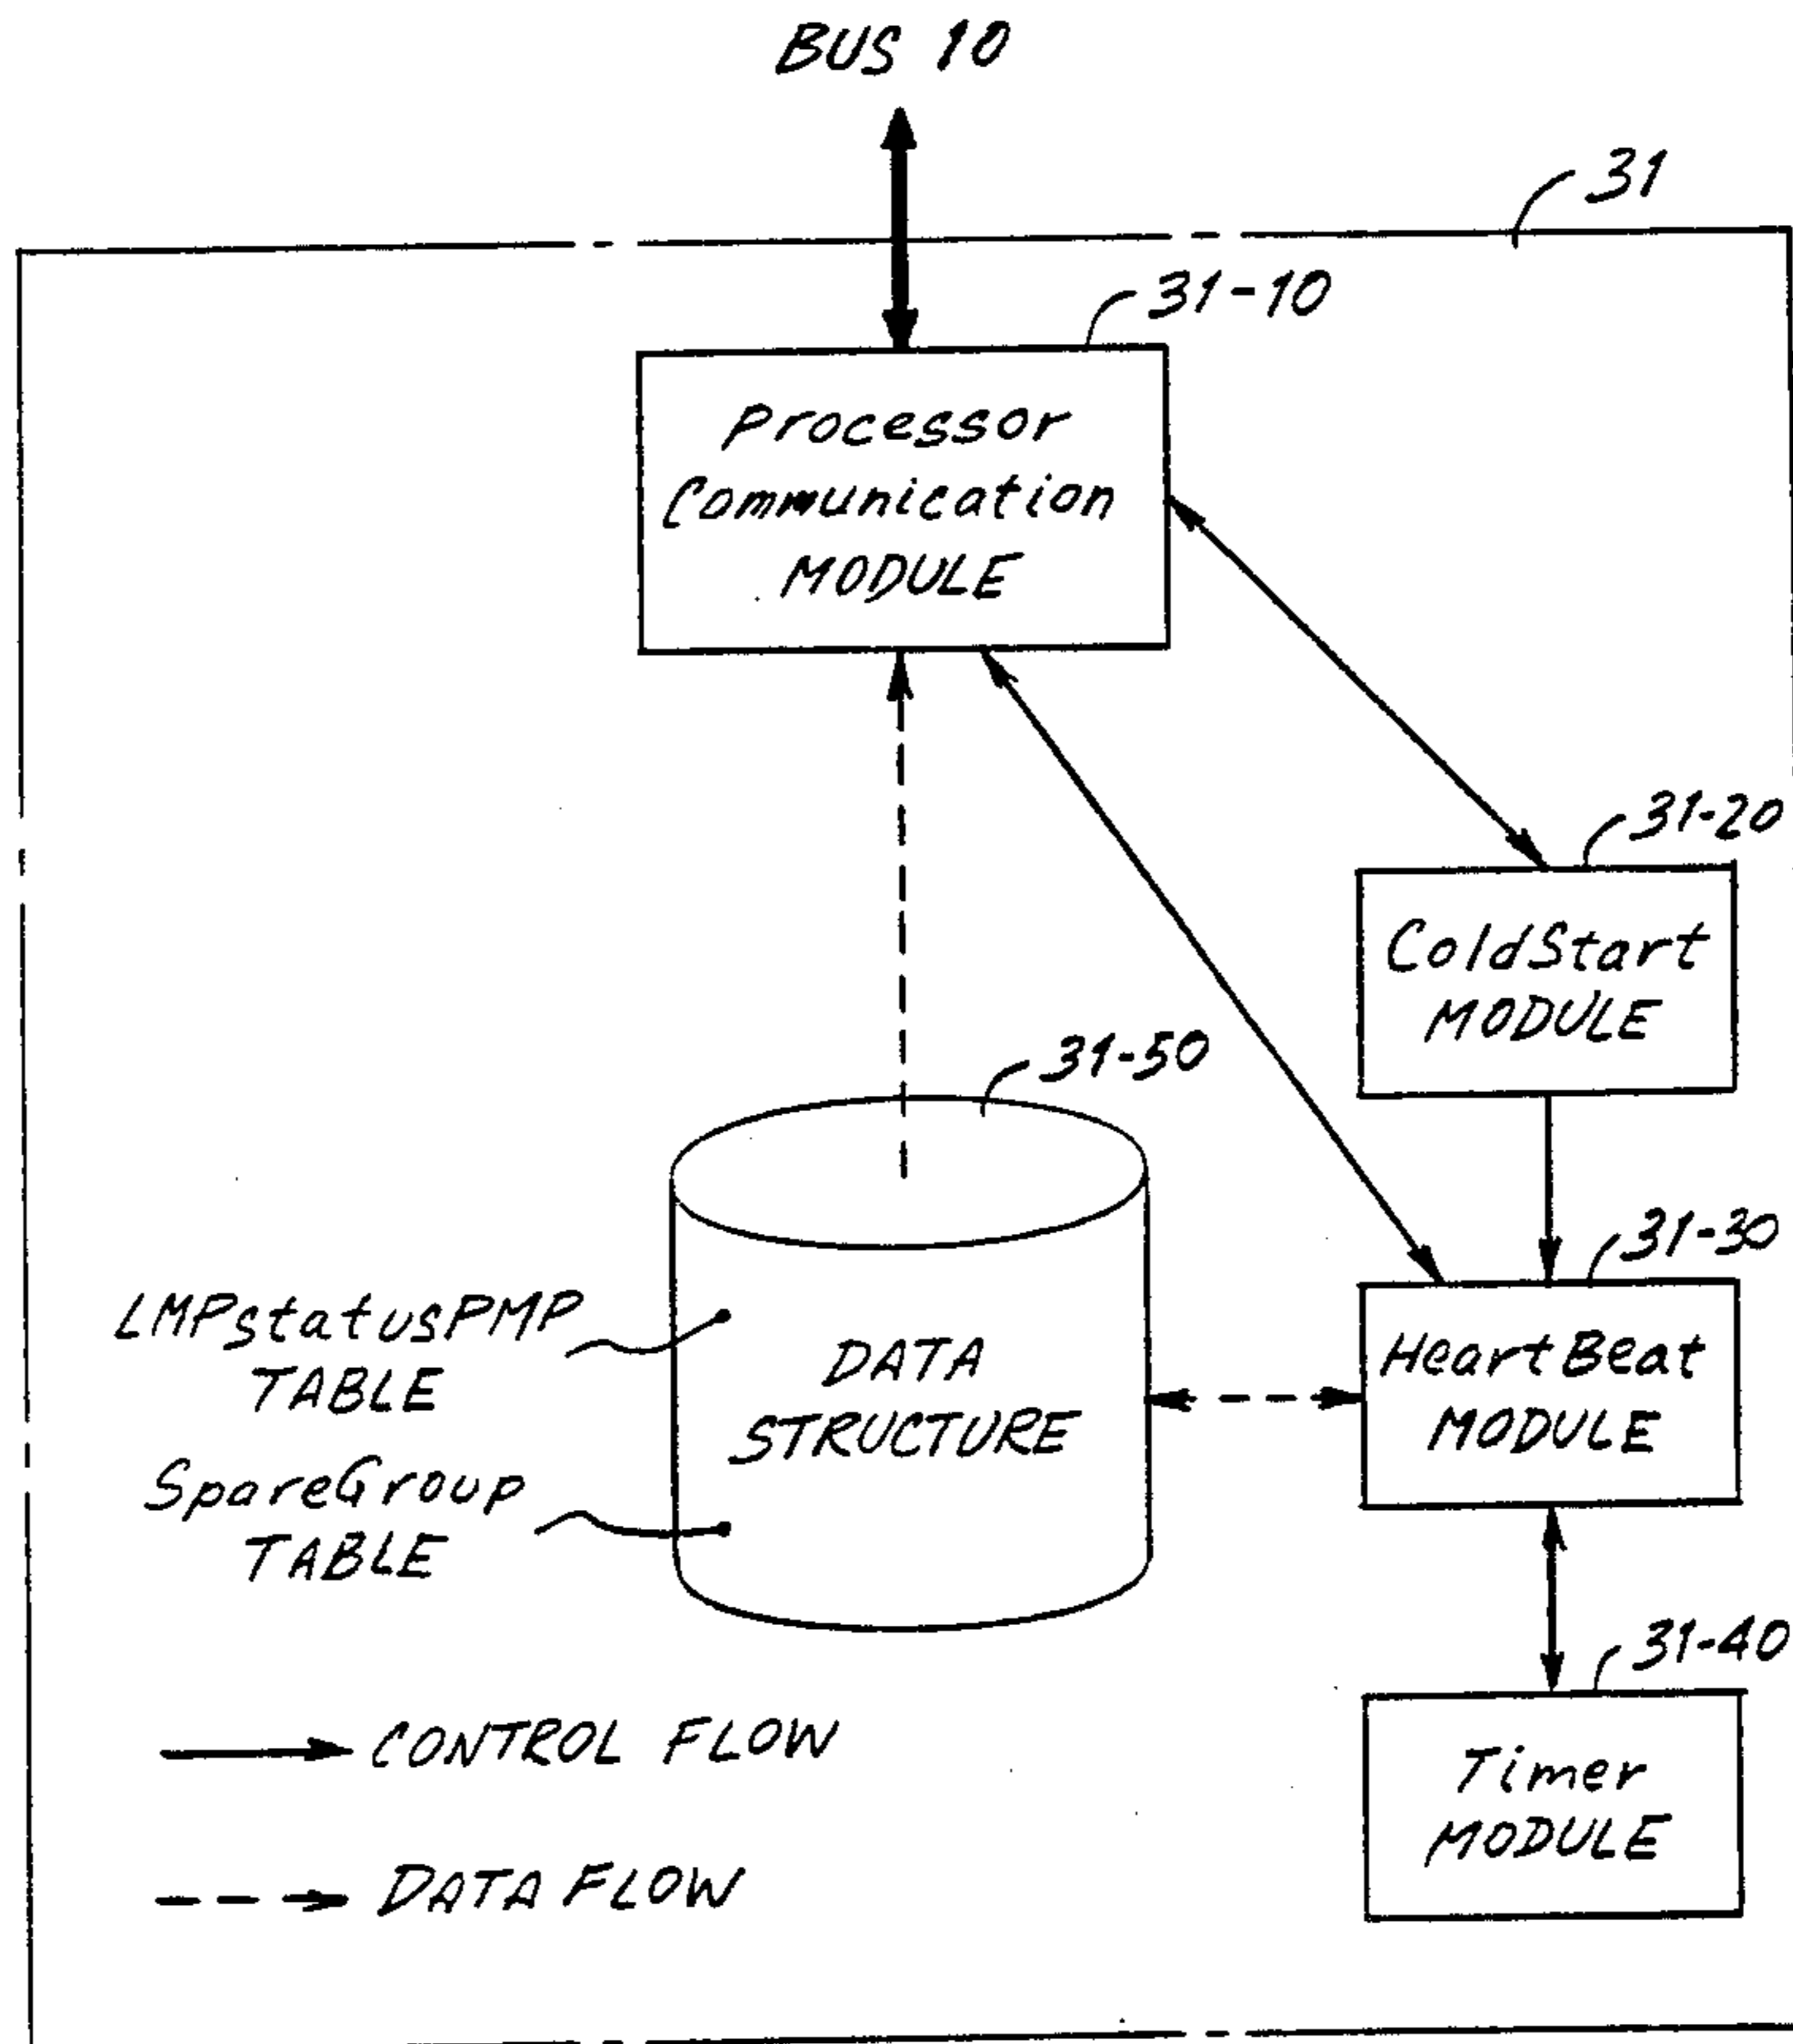 BUS 10
31
31-10
Processor
Communication
MODULE
31-20
ColdStart
MODULE
31-50
31-30
LMPstatusPMP
TABLE
DATA
STRUCTURE
HeartBeat
MODULE
SpareGroup
TABLE
31-40
CONTROL FLOW
Timer
MODULE
DATA FLOW